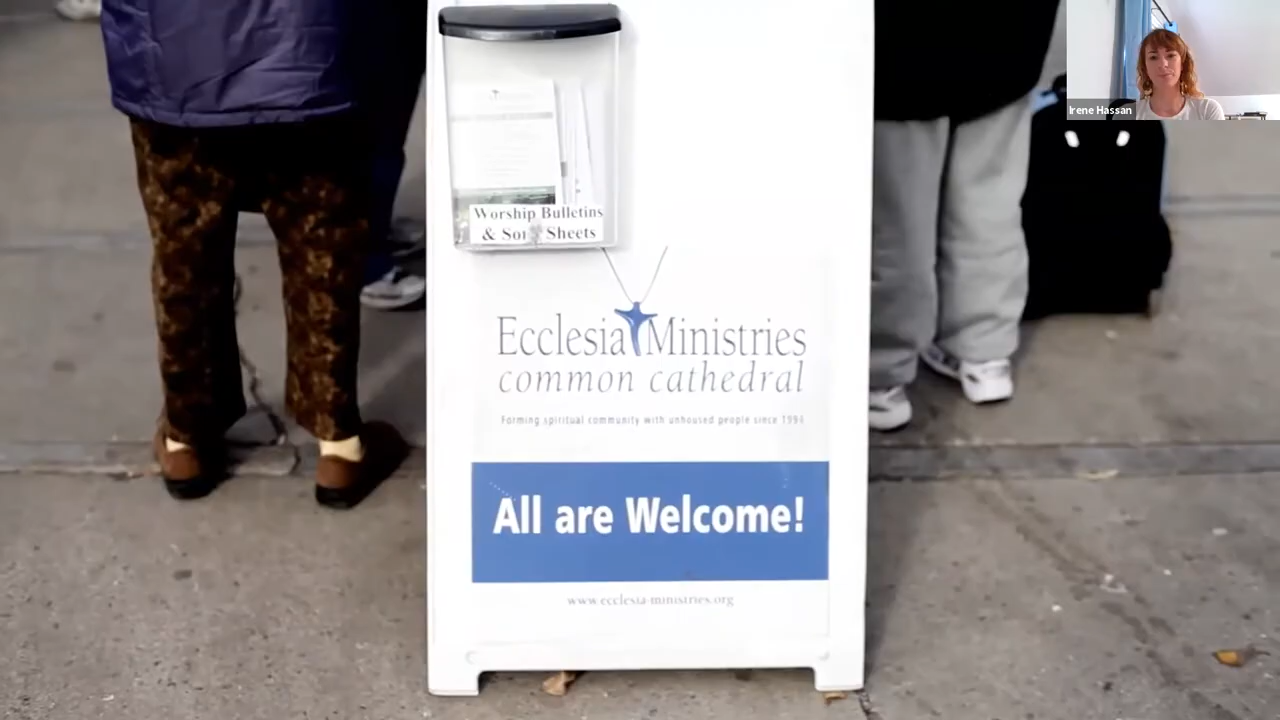 Irene Hassan
Worship Bulletins
& Song Sheets
Ecclesia Ministries
common cathedral
Forming spiritual community with unhoused people since 1994
All are Welcome!
www.ecclesia-ministries.org